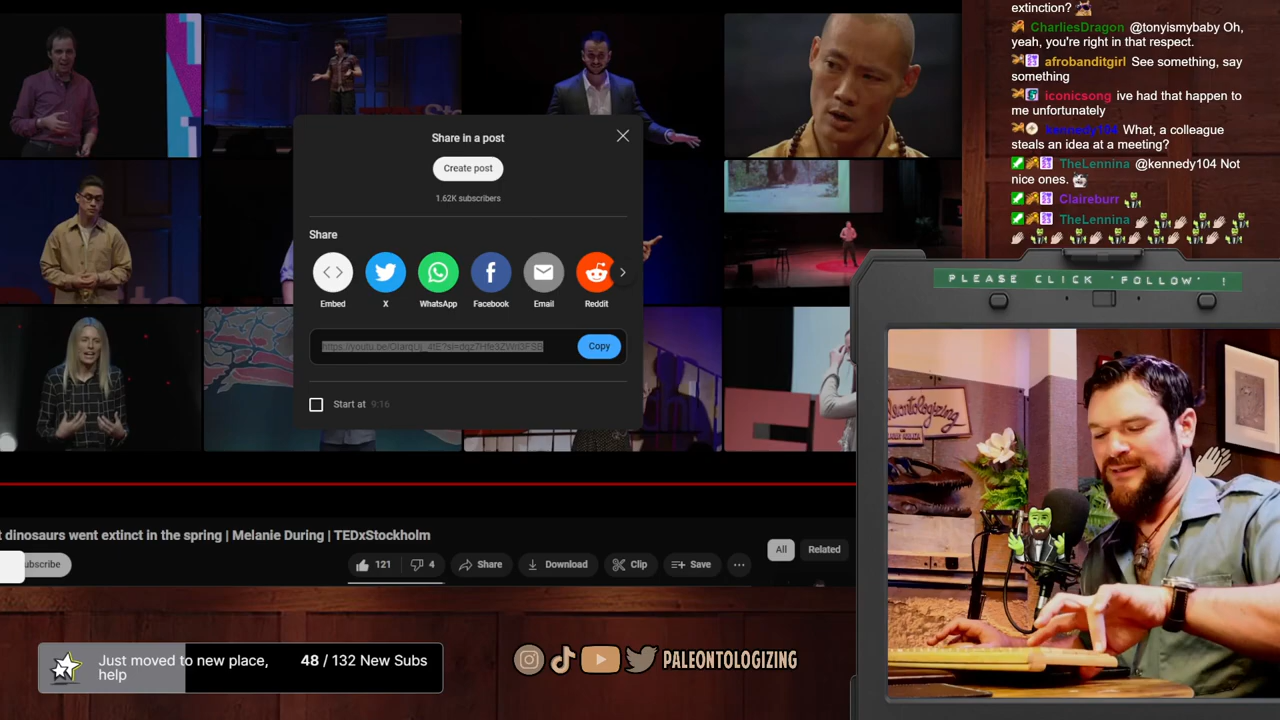 Share in a post
Create post
1.62K subscribers
Share
Embed
X
WhatsApp
Facebook
Email
Reddit
Copy
Start at 9:16
dinosaurs went extinct in the spring | Melanie During | TEDxStockholm
ubscribe
121
4
Share
Download
Clip
Save
All
Related
Just moved to new place,
help
48 / 132 New Subs
PALEONTOLOGIZING
extinction?
CharliesDragon @tonyismybaby Oh,
yeah, you're right in that respect.
afrobanditgirl See something, say
something
iconicsong ive had that happen to
me unfortunately
kennedy104 What, a colleague
steals an idea at a meeting?
TheLennina @kennedy104 Not
nice ones.
Claireburr
TheLennina
PLEASE CLICK 'FOLLOW' !
leontologizing